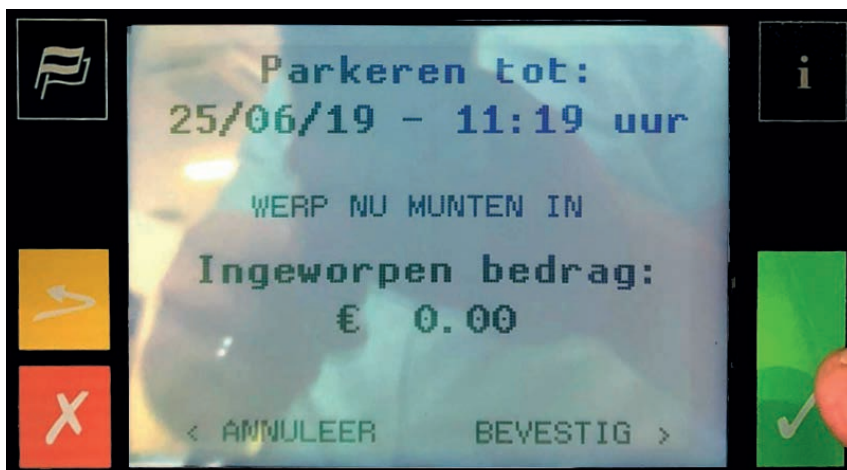 Parkeren tot:
25/06/19 - 11:19 uur
WERP NU MUNTEN IN
Ingeworpen bedrag:
€ 0.00
< ANNULEER BEVESTIG >
i